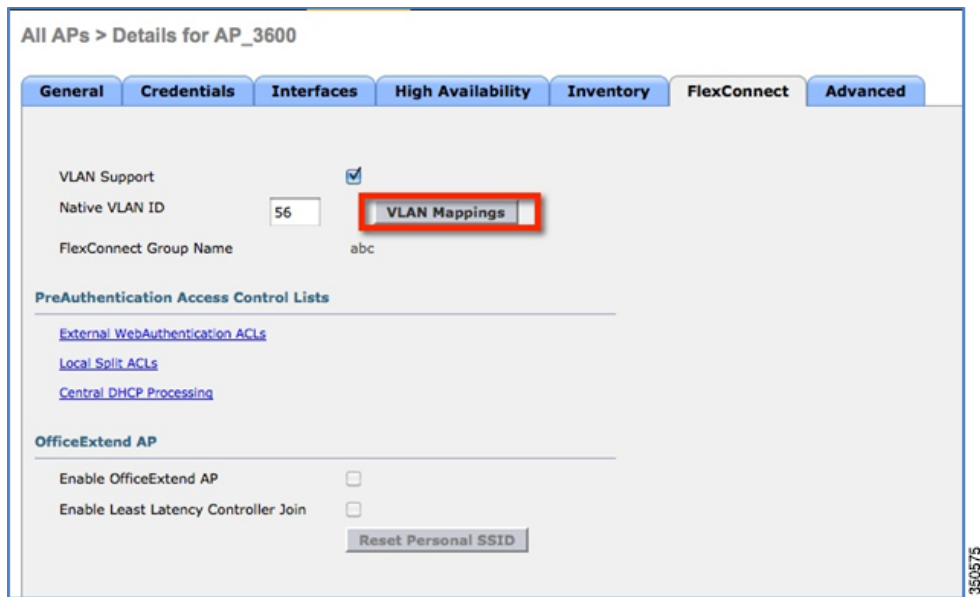 All APs > Details for AP_3600
General Credentials Interfaces High Availability Inventory FlexConnect Advanced
VLAN Support
Native VLAN ID 56 VLAN Mappings
FlexConnect Group Name abc
PreAuthentication Access Control Lists
External WebAuthentication ACLs
Local Split ACLs
Central DHCP Processing
OfficeExtend AP
Enable OfficeExtend AP
Enable Least Latency Controller Join
Reset Personal SSID
350575